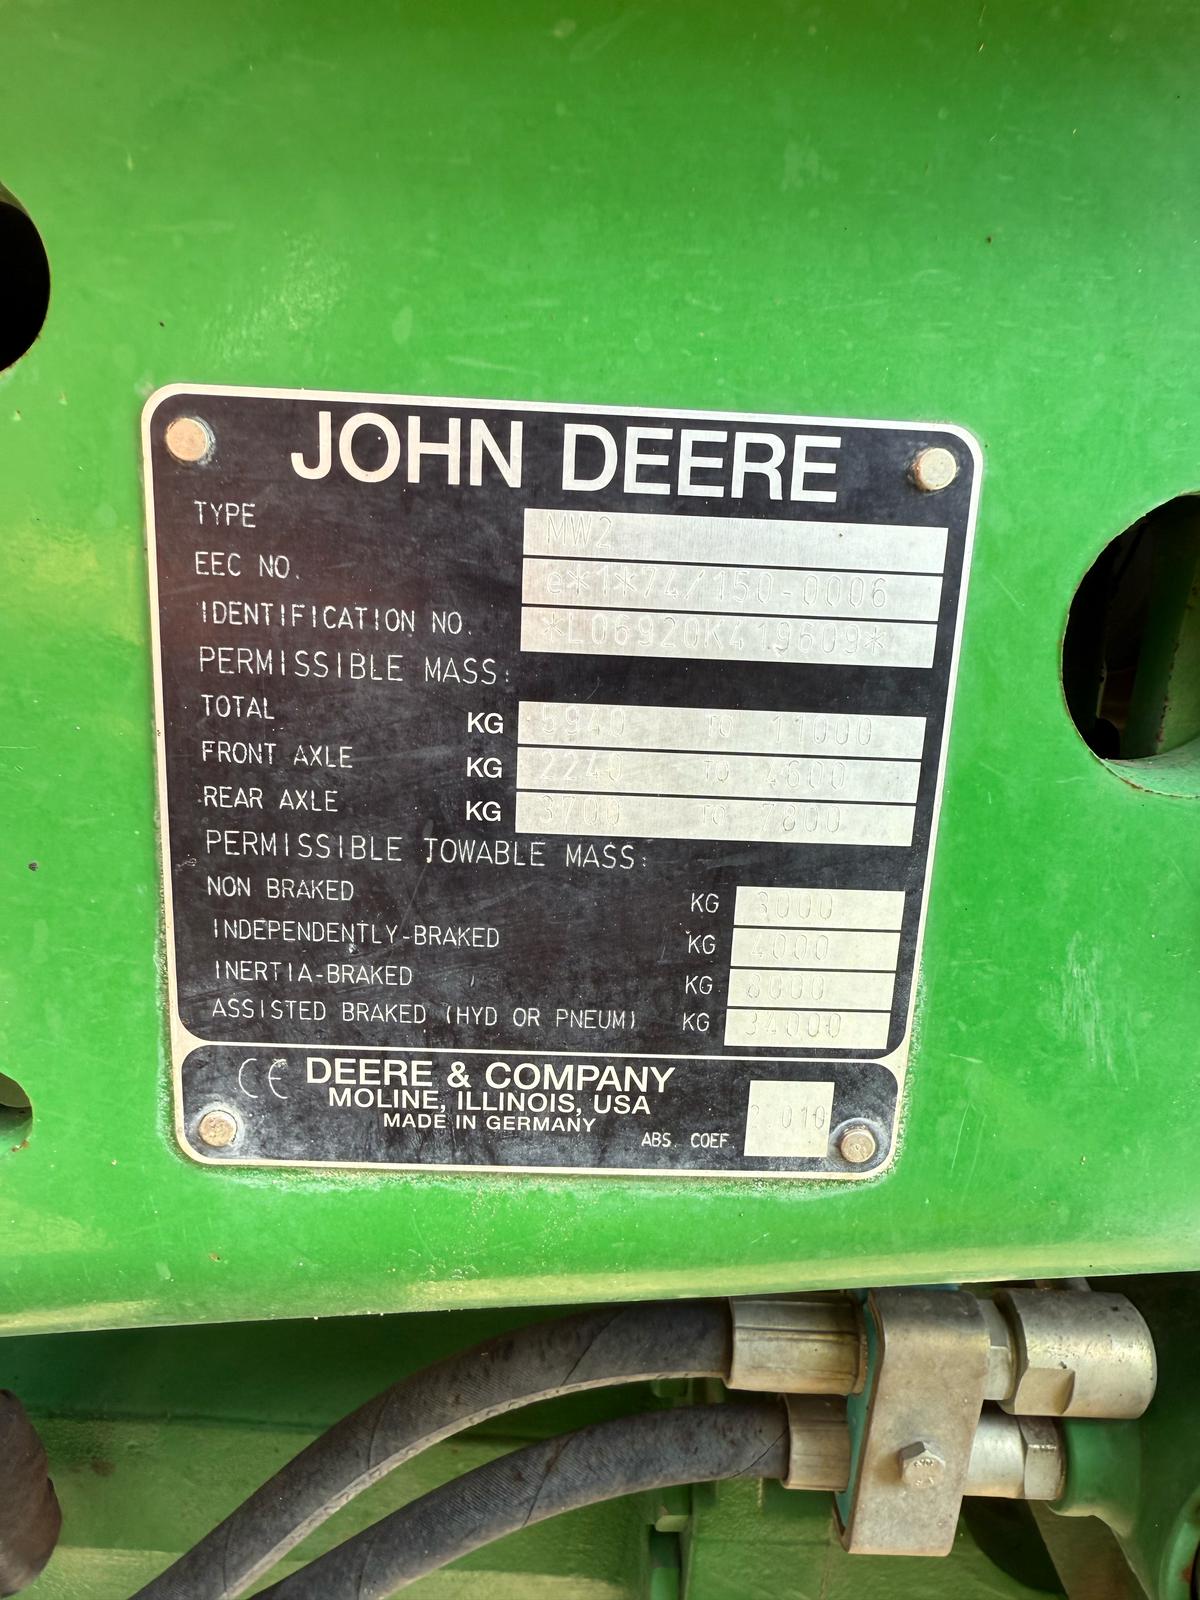 JOHN DEERE
TYPE MW2
EEC NO. e*1*74/150-0006
IDENTIFICATION NO. *L06920K419609*
PERMISSIBLE MASS:
TOTAL KG 5940 TO 11000
FRONT AXLE KG 2240 TO 4600
REAR AXLE KG 3700 TO 7800
PERMISSIBLE TOWABLE MASS:
NON BRAKED KG
INDEPENDENTLY-BRAKED KG 4000
INERTIA-BRAKED KG 8000
ASSISTED BRAKED (HYD OR PNEUM) KG 34000
CE DEERE & COMPANY
MOLINE, ILLINOIS, USA
MADE IN GERMANY
ABS. COEF.